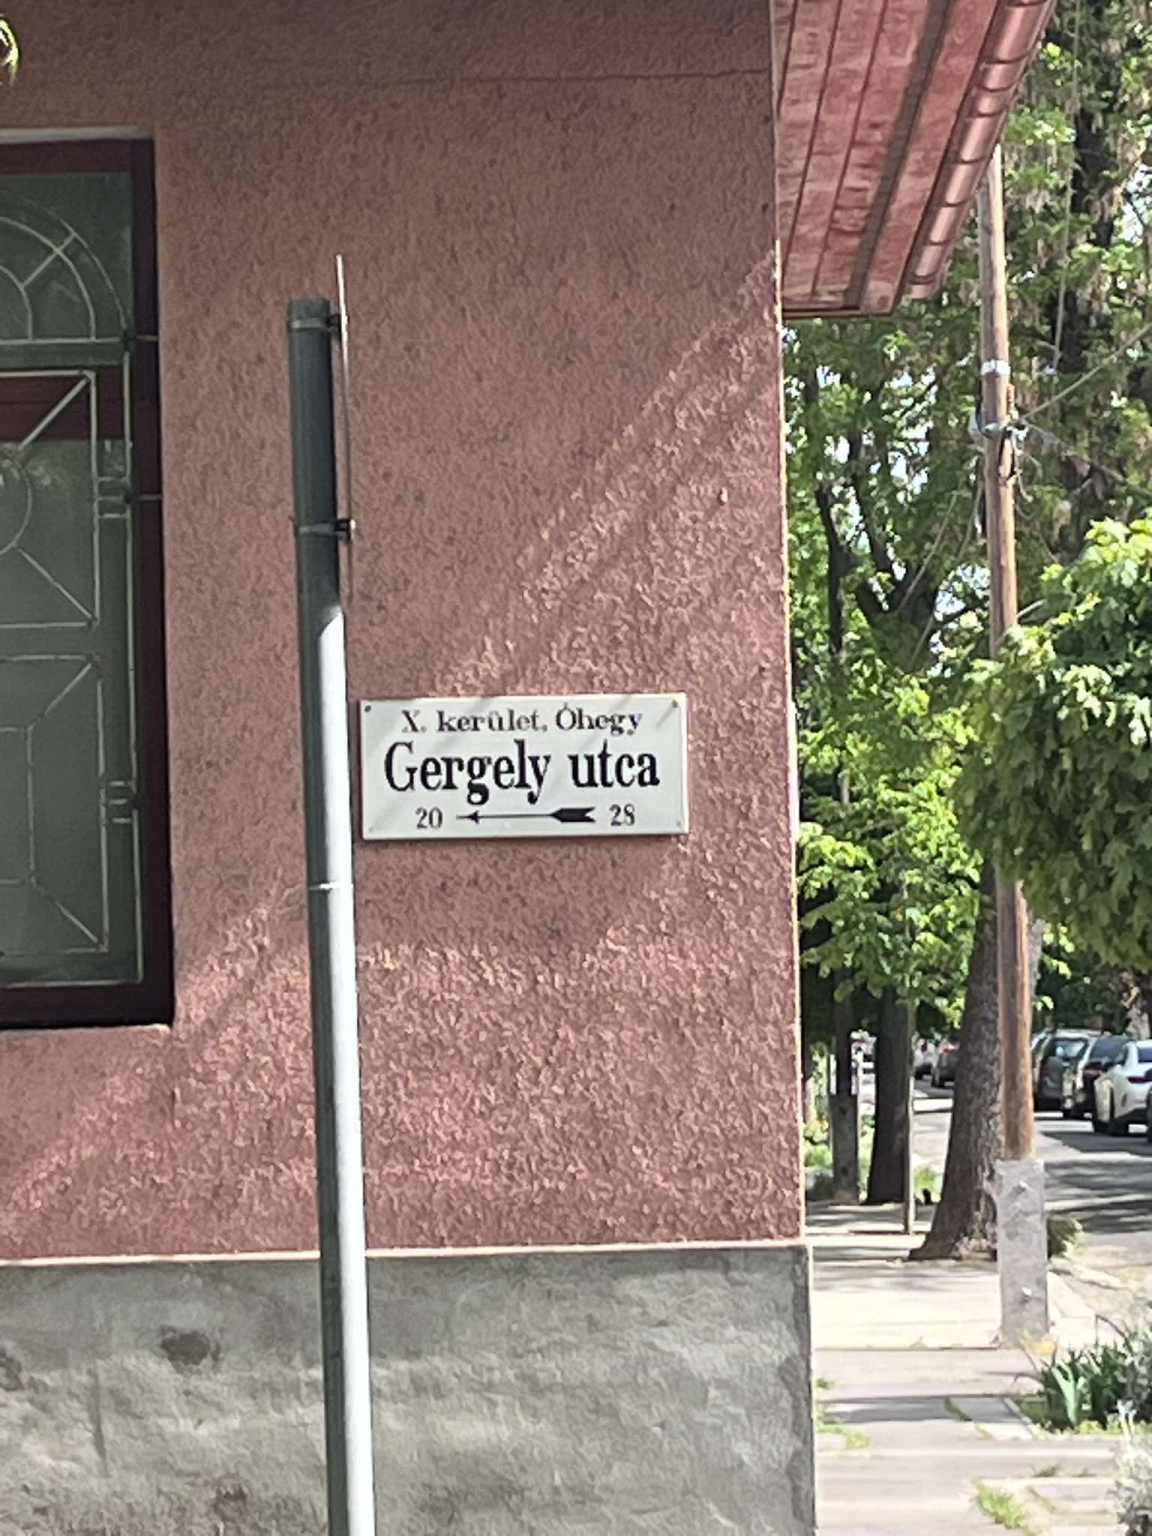 X. kerület, Óhegy
Gergely utca
20 28